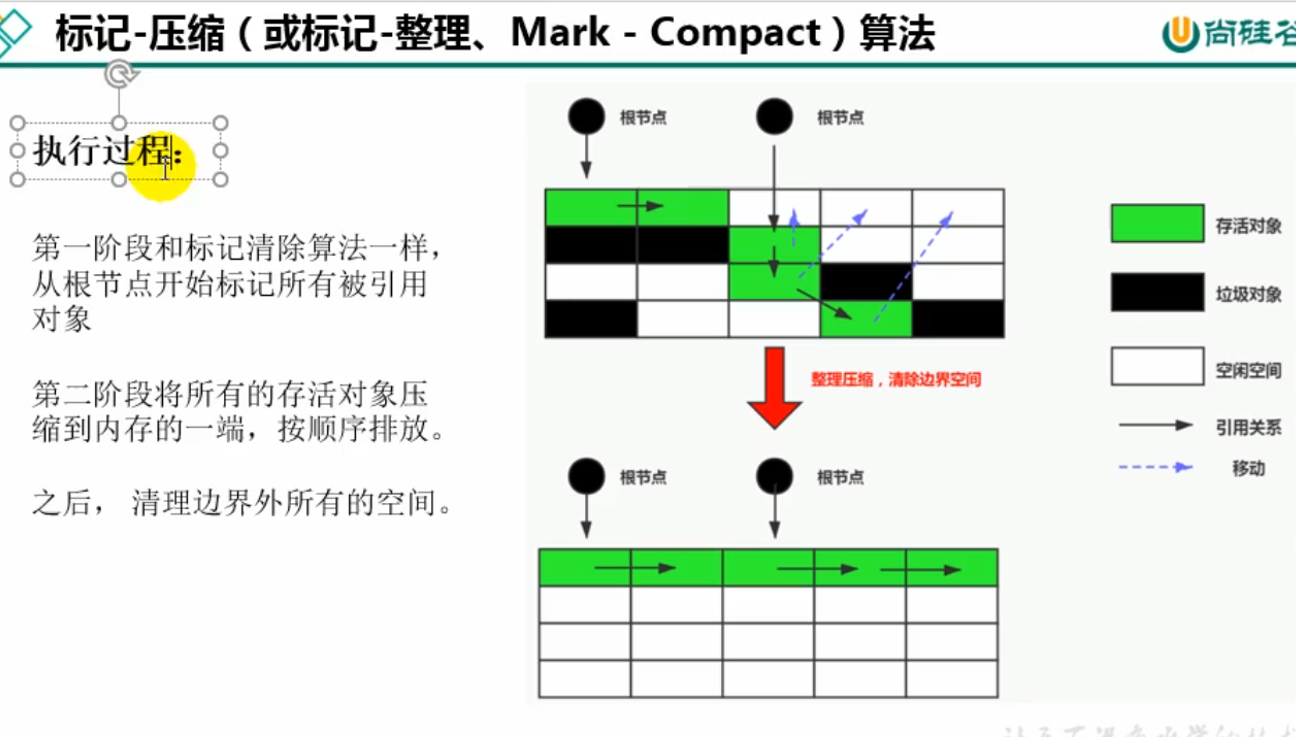 标记-压缩（或标记-整理、Mark - Compact）算法
尚硅谷
执行过程：
第一阶段和标记清除算法一样，
从根节点开始标记所有被引用
对象
第二阶段将所有的存活对象压
缩到内存的一端，按顺序排放。
之后， 清理边界外所有的空间。
根节点
根节点
整理压缩，清除边界空间
根节点
根节点
存活对象
垃圾对象
空闲空间
引用关系
移动